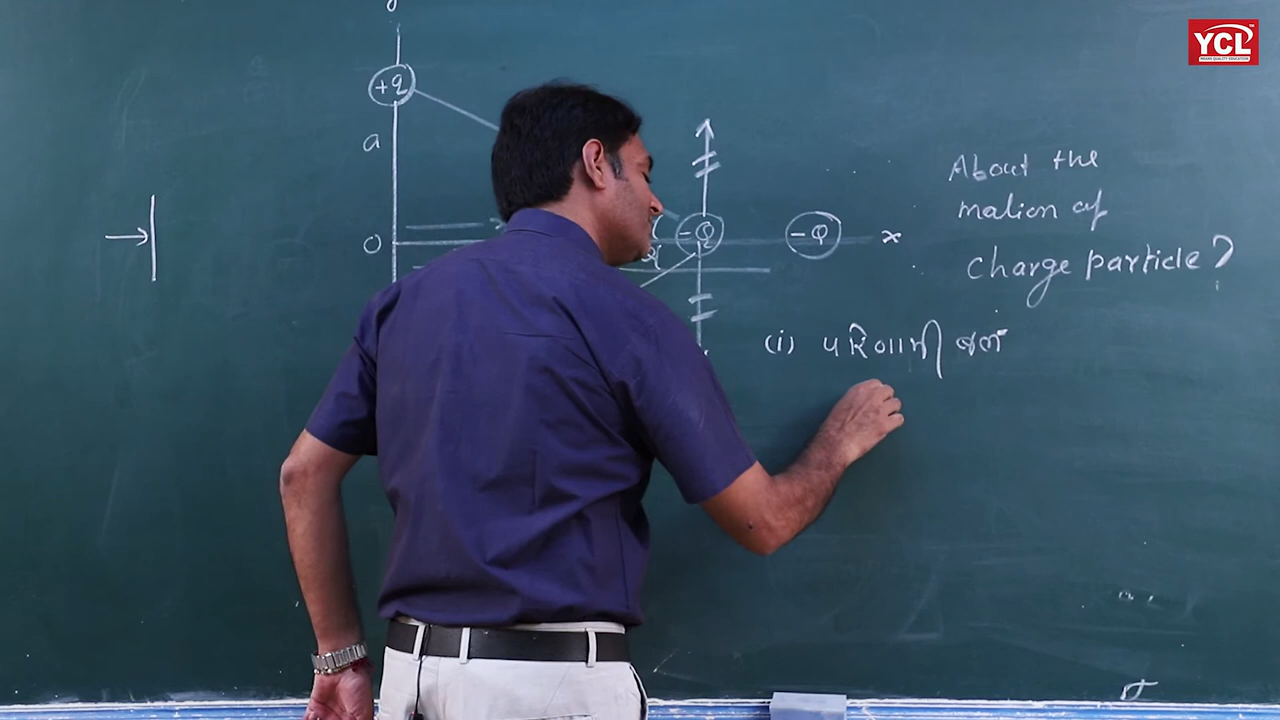 YCL
y
+q
a
O
-Q
-Q
x
About the
motion of
charge particle?
(i) પરિણામી બળ